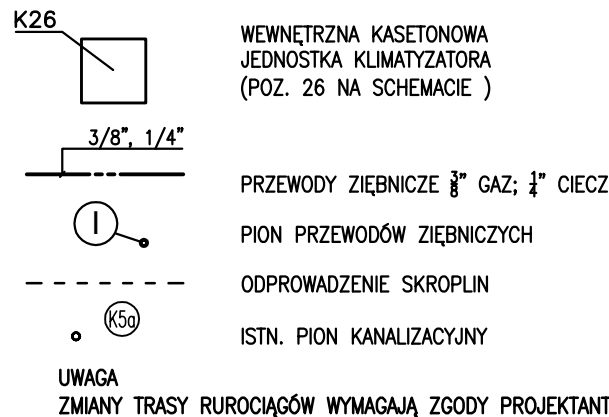 K26
WEWNĘTRZNA KASETONOWA
JEDNOSTKA KLIMATYZATORA
(POZ. 26 NA SCHEMACIE )
3/8", 1/4"
PRZEWODY ZIĘBNICZE 3/8" GAZ; 1/4" CIECZ
I
PION PRZEWODÓW ZIĘBNICZYCH
ODPROWADZENIE SKROPLIN
K5a
ISTN. PION KANALIZACYJNY
UWAGA
ZMIANY TRASY RUROCIĄGÓW WYMAGAJĄ ZGODY PROJEKTANT